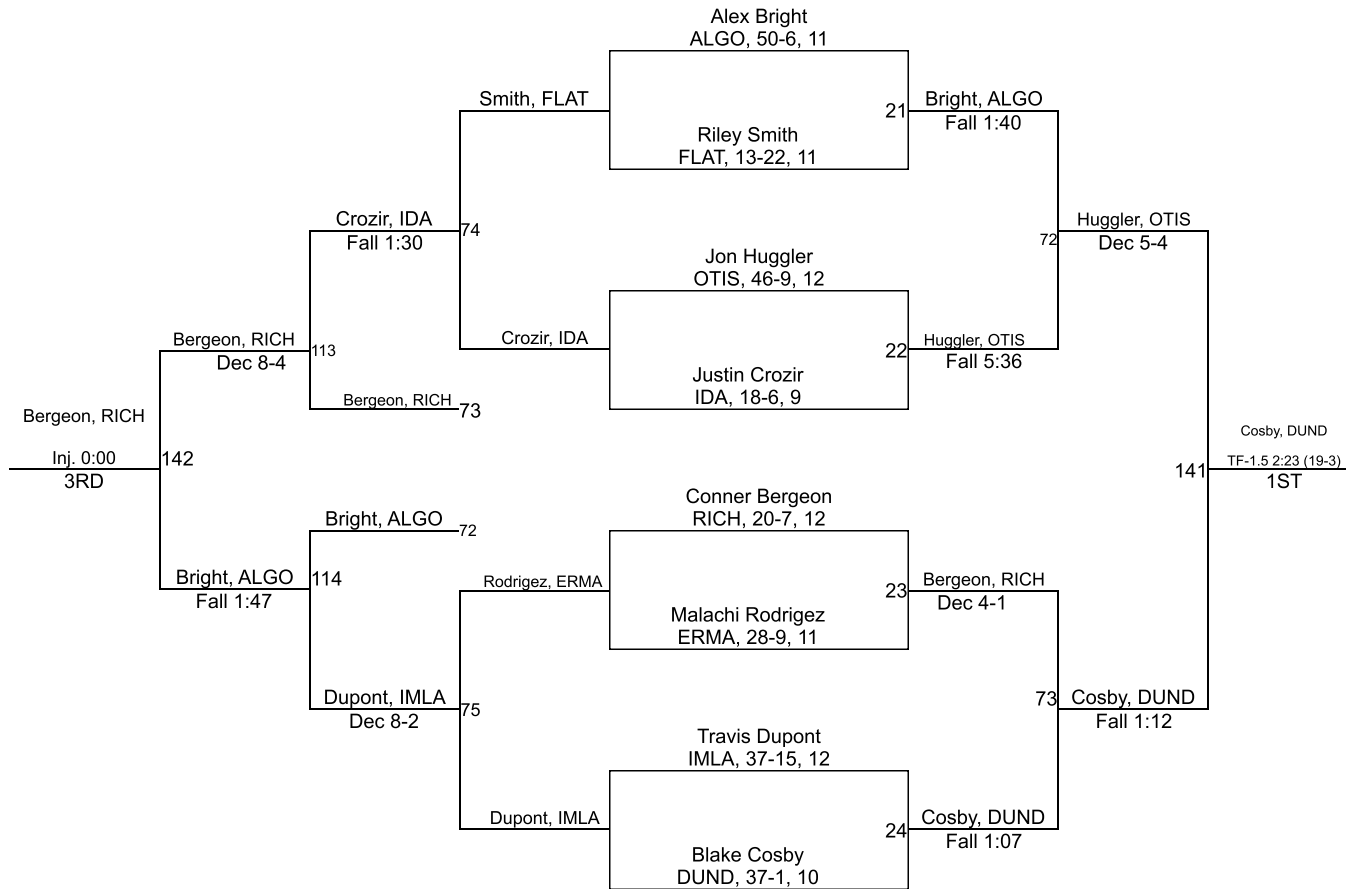 Alex Bright
ALGO, 50-6, 11
Smith, FLAT
21
Bright, ALGO
Fall 1:40
Riley Smith
FLAT, 13-22, 11
Crozir, IDA
Fall 1:30
74
72
Huggler, OTIS
Dec 5-4
Jon Huggler
OTIS, 46-9, 12
Crozir, IDA
22
Huggler, OTIS
Fall 5:36
Bergeon, RICH
Dec 8-4
113
Justin Crozir
IDA, 18-6, 9
Bergeon, RICH
73
Bergeon, RICH
Inj. 0:00
3RD
142
141
Cosby, DUND
TF-1.5 2:23 (19-3)
1ST
Conner Bergeon
RICH, 20-7, 12
Bright, ALGO
72
Bright, ALGO
Fall 1:47
114
Rodrigez, ERMA
23
Bergeon, RICH
Dec 4-1
Malachi Rodrigez
ERMA, 28-9, 11
Dupont, IMLA
Dec 8-2
75
73
Cosby, DUND
Fall 1:12
Travis Dupont
IMLA, 37-15, 12
Dupont, IMLA
24
Cosby, DUND
Fall 1:07
Blake Cosby
DUND, 37-1, 10